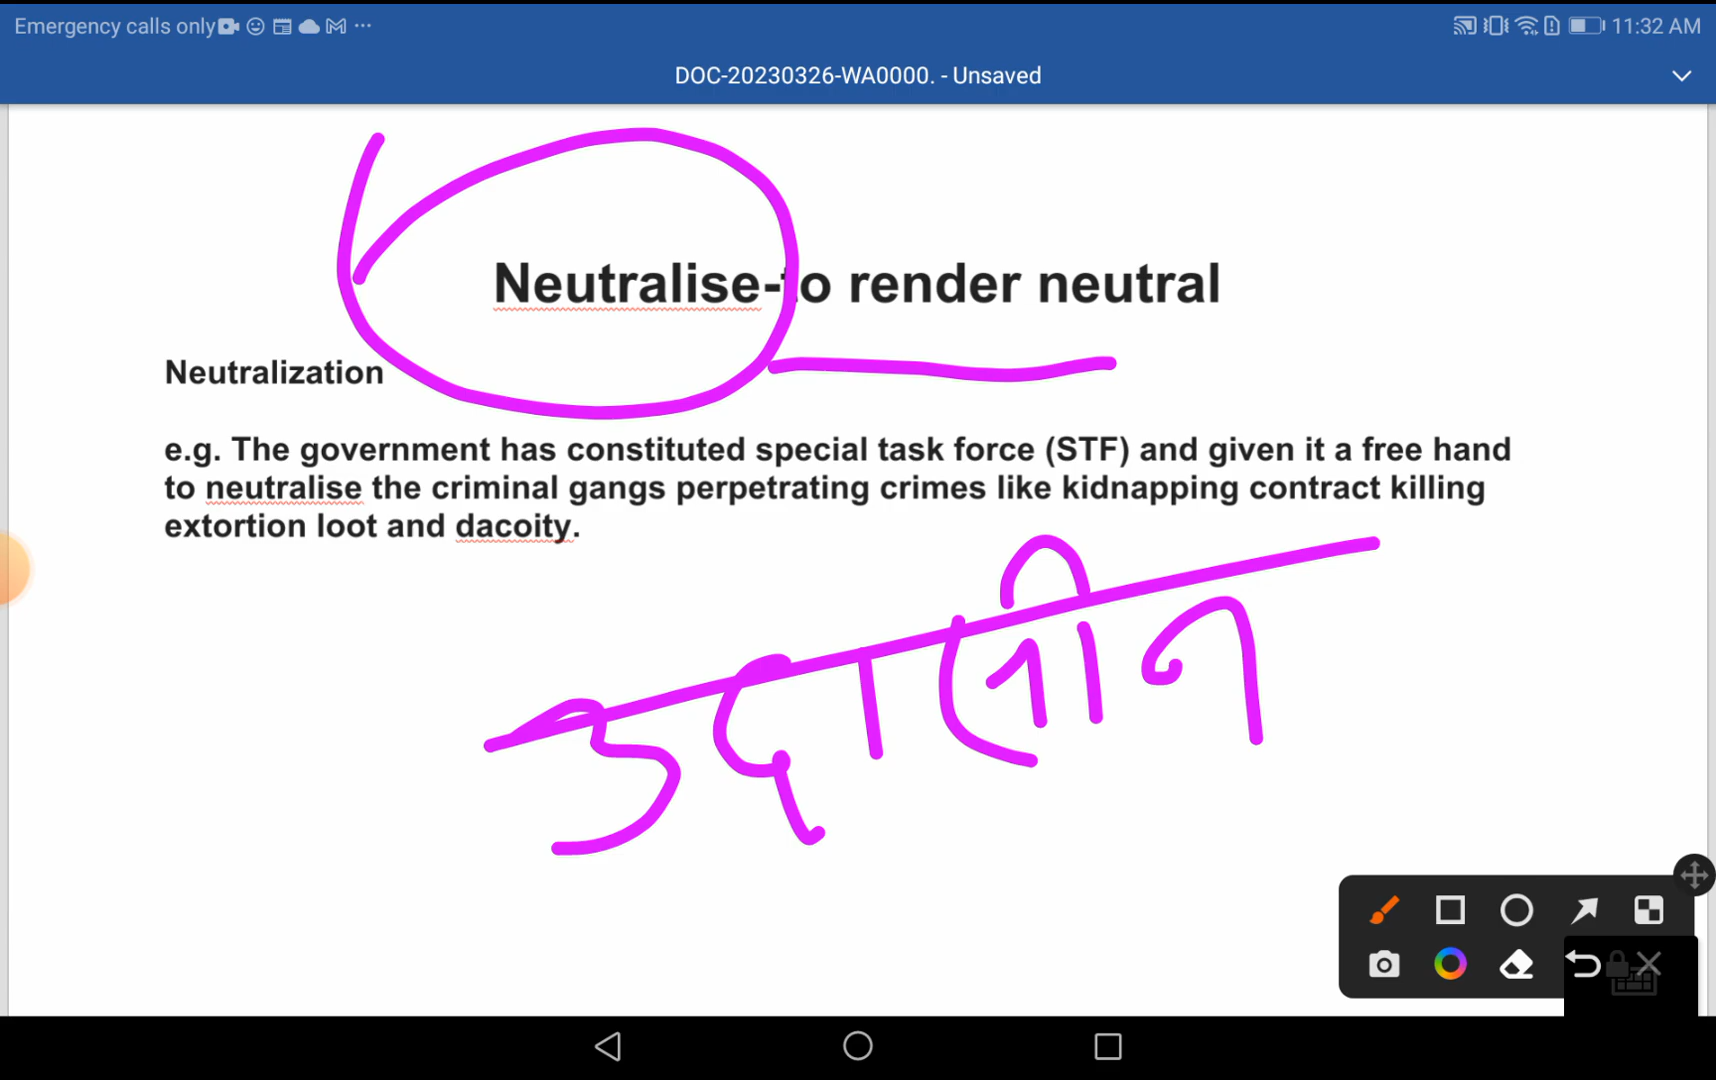 Emergency calls only
11:32 AM
DOC-20230326-WA0000. - Unsaved
Neutralise-to render neutral
Neutralization
e.g. The government has constituted special task force (STF) and given it a free hand
to neutralise the criminal gangs perpetrating crimes like kidnapping contract killing
extortion loot and dacoity.
उदासीन